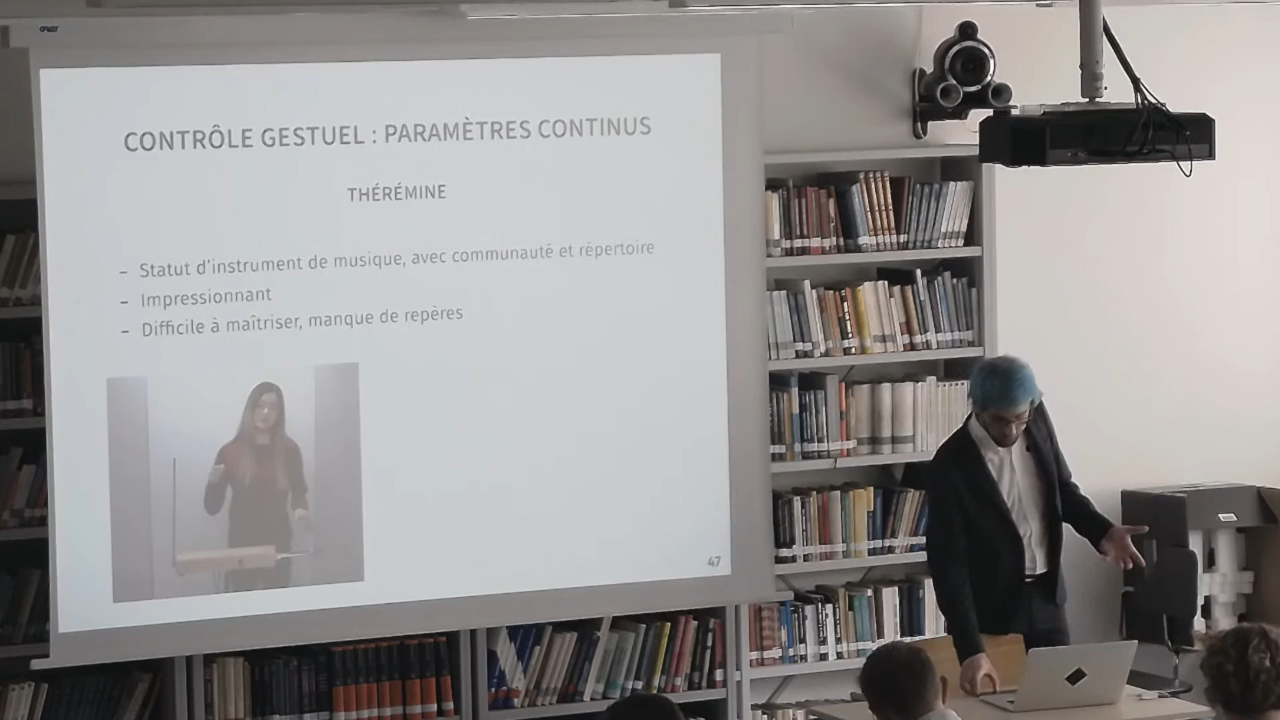 CONTRÔLE GESTUEL : PARAMÈTRES CONTINUS
THÉRÉMINE
– Statut d'instrument de musique, avec communauté et répertoire
– Impressionnant
– Difficile à maîtriser, manque de repères
47